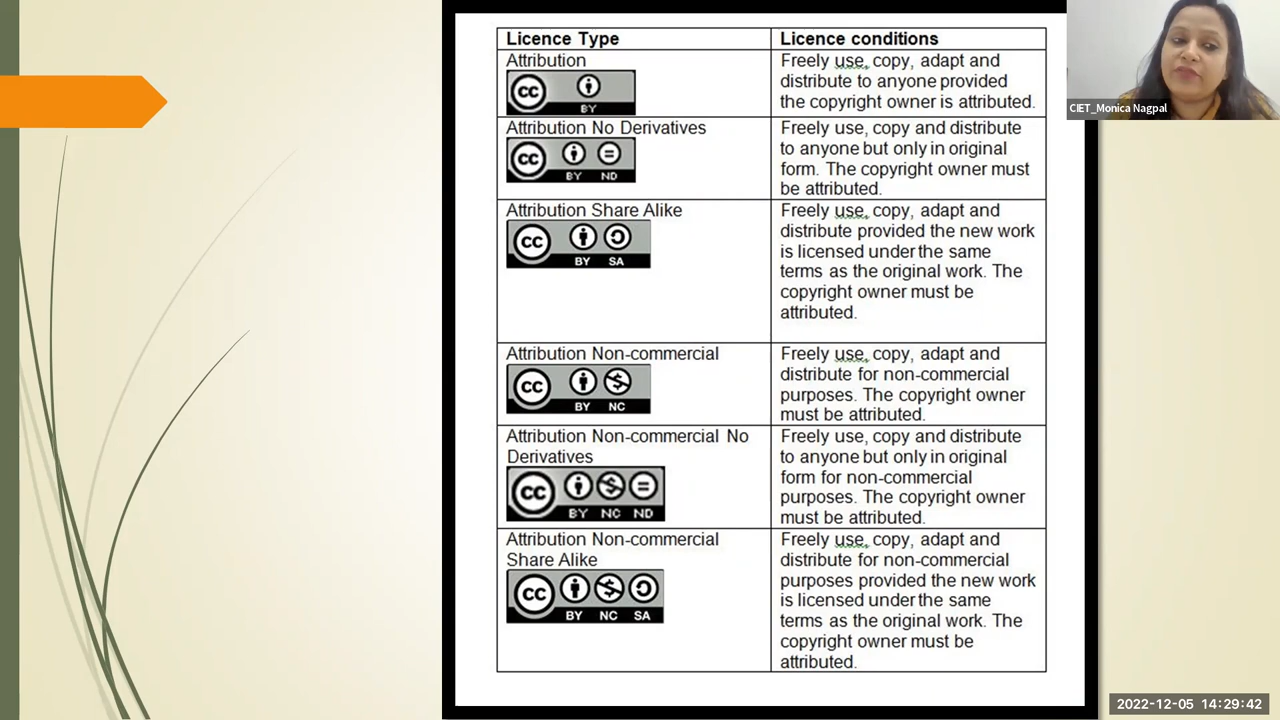 Licence Type
Licence conditions
Attribution
cc
BY
Freely use, copy, adapt and
distribute to anyone provided
the copyright owner is attributed.
Attribution No Derivatives
cc
BY ND
Freely use, copy and distribute
to anyone but only in original
form. The copyright owner must
be attributed.
Attribution Share Alike
cc
BY SA
Freely use, copy, adapt and
distribute provided the new work
is licensed under the same
terms as the original work. The
copyright owner must be
attributed.
Attribution Non-commercial
cc
BY NC
Freely use, copy, adapt and
distribute for non-commercial
purposes. The copyright owner
must be attributed.
Attribution Non-commercial No
Derivatives
cc
BY NC ND
Freely use, copy and distribute
to anyone but only in original
form for non-commercial
purposes. The copyright owner
must be attributed.
Attribution Non-commercial
Share Alike
cc
BY NC SA
Freely use, copy, adapt and
distribute for non-commercial
purposes provided the new work
is licensed under the same
terms as the original work. The
copyright owner must be
attributed.
CIET_Monica Nagpal
2022-12-05 14:29:42